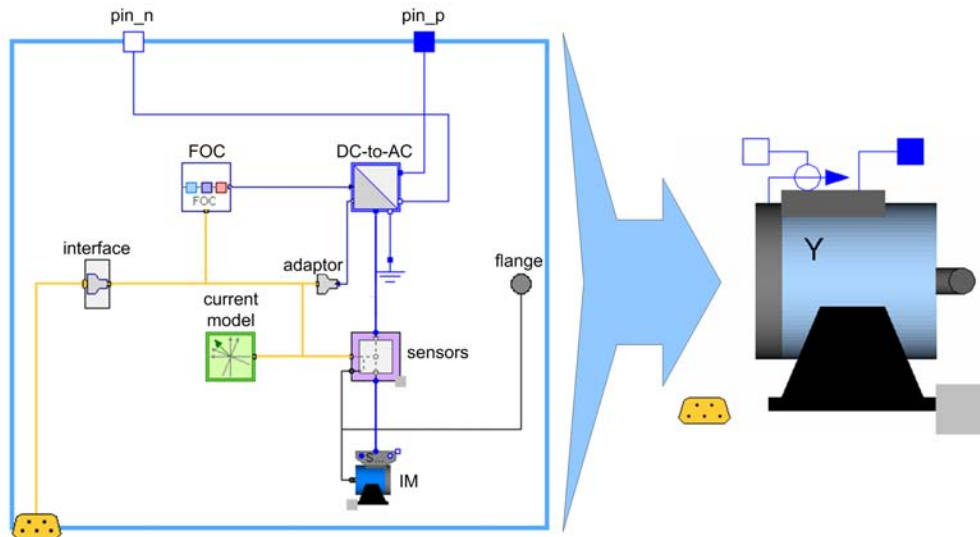 pin_n
pin_p
FOC
DC-to-AC
FOC
interface
adaptor
flange
current
model
sensors
S...
IM
Y